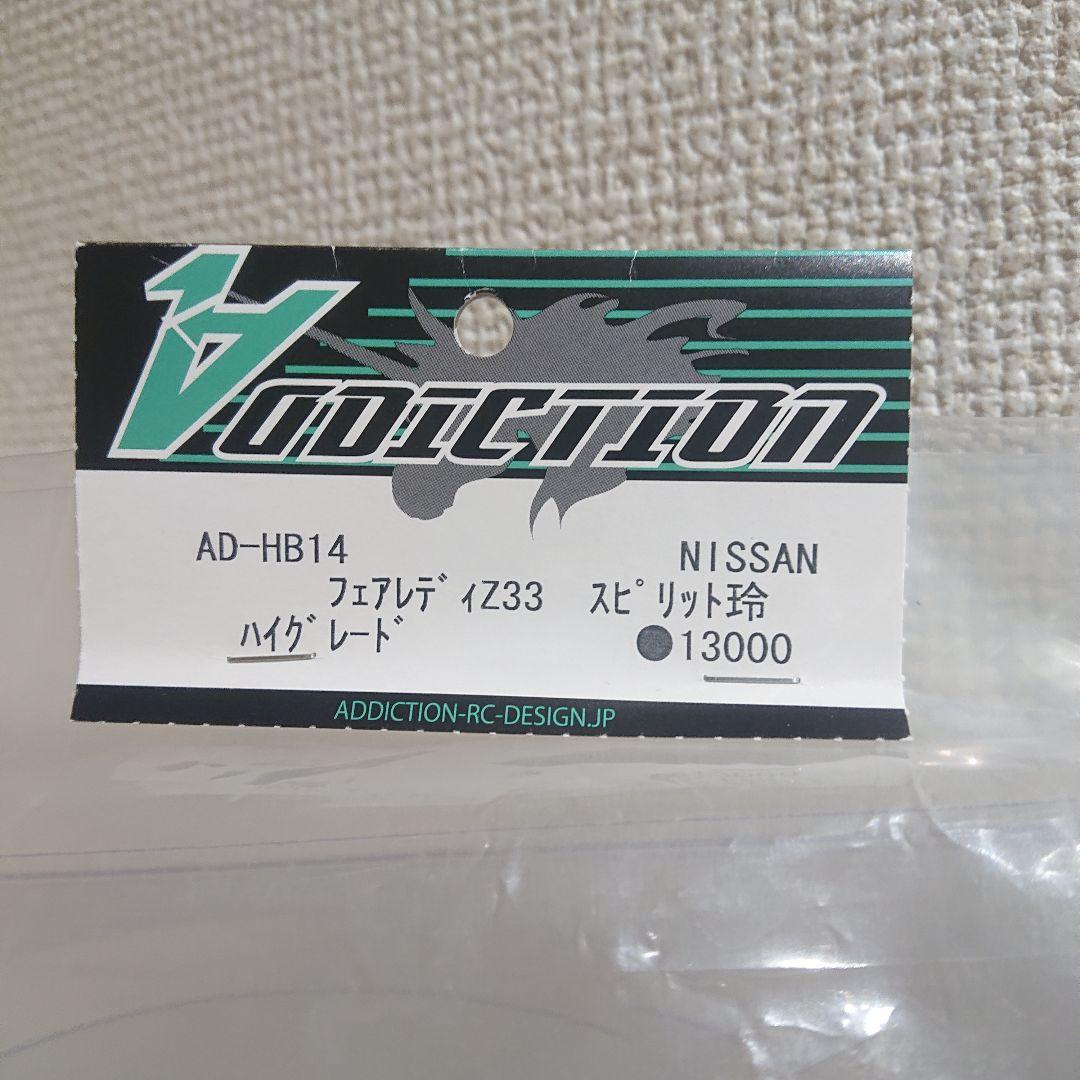 ADDICTION
AD-HB14 NISSAN
ﾌｪｱﾚﾃﾞｨZ33 ｽﾋﾟﾘｯﾄ玲
ﾊｲｸﾞﾚｰﾄﾞ ●13000
ADDICTION-RC-DESIGN.JP